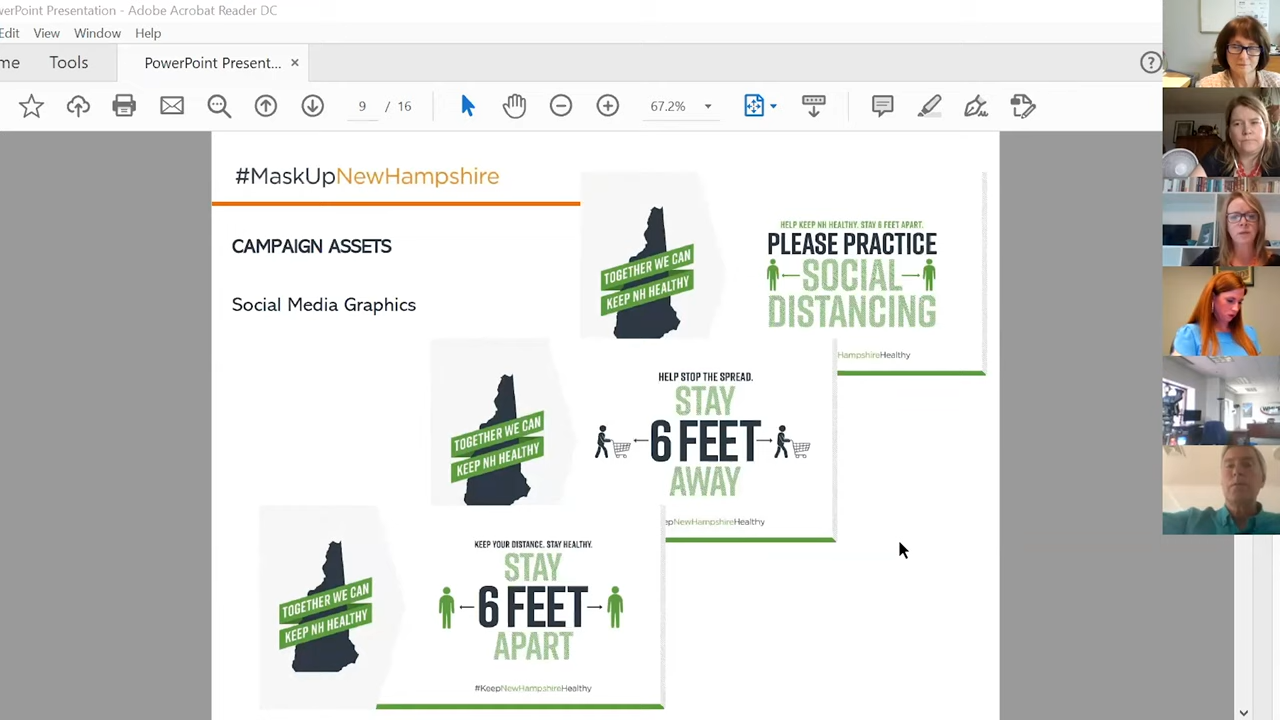 werPoint Presentation - Adobe Acrobat Reader DC
Edit View Window Help
me Tools PowerPoint Present... ×
9 / 16 67.2%
#MaskUpNewHampshire
CAMPAIGN ASSETS
Social Media Graphics
TOGETHER WE CAN
KEEP NH HEALTHY
HELP KEEP NH HEALTHY. STAY 6 FEET APART.
PLEASE PRACTICE
SOCIAL
DISTANCING
HampshireHealthy
TOGETHER WE CAN
KEEP NH HEALTHY
HELP STOP THE SPREAD.
STAY
6 FEET
AWAY
epNewHampshireHealthy
TOGETHER WE CAN
KEEP NH HEALTHY
KEEP YOUR DISTANCE. STAY HEALTHY.
STAY
6 FEET
APART
#KeepNewHampshireHealthy